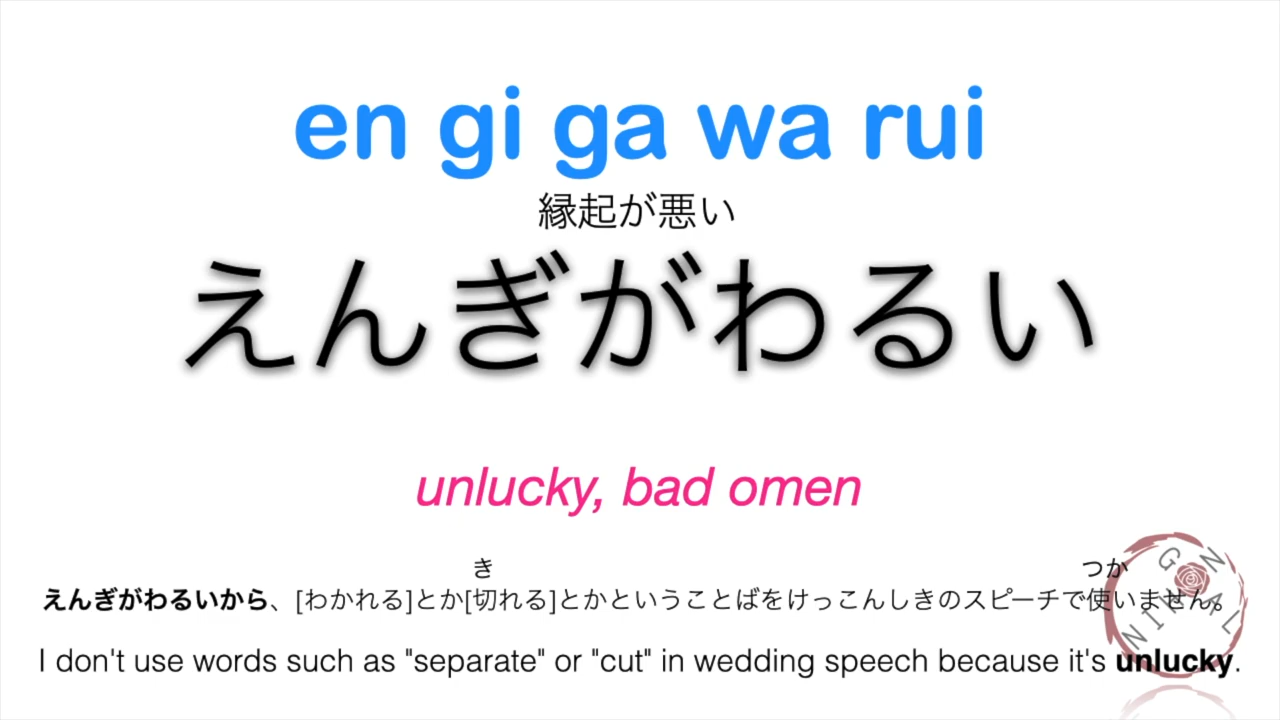 en gi ga wa rui
縁起が悪い
えんぎがわるい
unlucky, bad omen
き つか
えんぎがわるいから、[わかれる]とか[切れる]とかということばをけっこんしきのスピーチで使いません。
I don't use words such as "separate" or "cut" in wedding speech because it's unlucky.